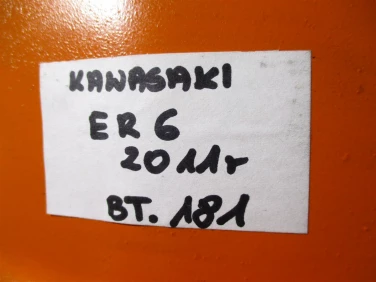 KAWASAKI
ER 6
2011r
BT. 181